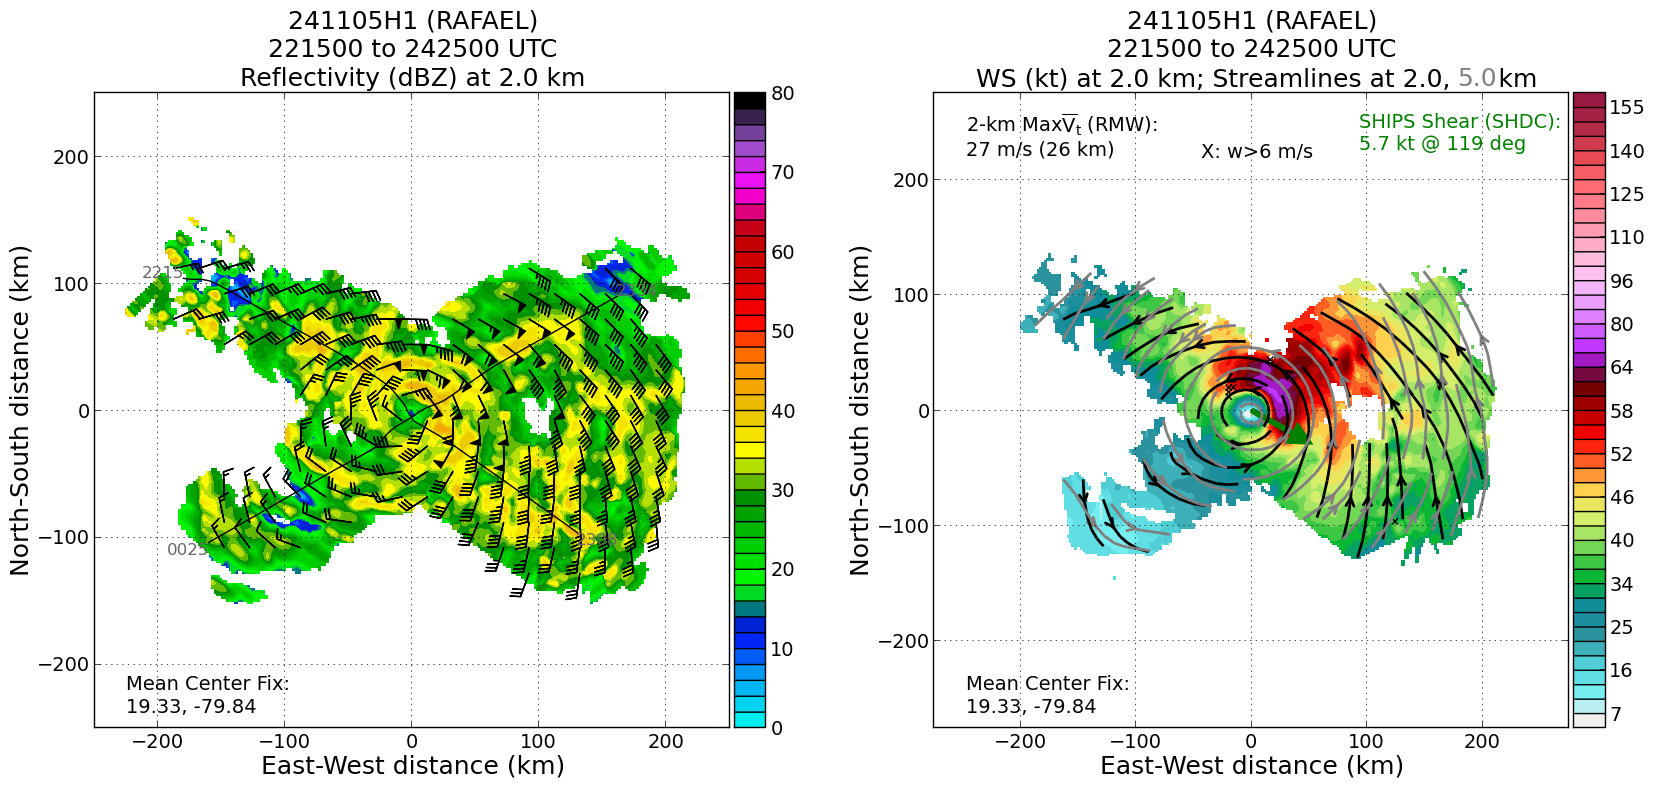 241105H1 (RAFAEL)
221500 to 242500 UTC
Reflectivity (dBZ) at 2.0 km
North-South distance (km)
200
100
0
−100
−200
2215
0025
Mean Center Fix:
19.33, -79.84
−200 −100 0 100 200
East-West distance (km)
80
70
60
50
40
30
20
10
0
241105H1 (RAFAEL)
221500 to 242500 UTC
WS (kt) at 2.0 km; Streamlines at 2.0, 5.0 km
North-South distance (km)
200
100
0
−100
−200
2-km MaxV̅t (RMW):
27 m/s (26 km)
X: w>6 m/s
SHIPS Shear (SHDC):
5.7 kt @ 119 deg
Mean Center Fix:
19.33, -79.84
−200 −100 0 100 200
East-West distance (km)
155
140
125
110
96
80
64
58
52
46
40
34
25
16
7